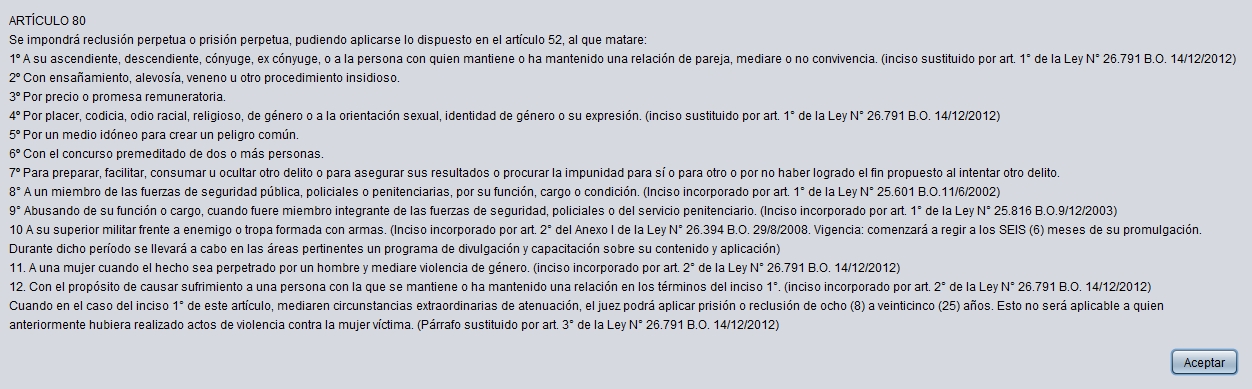 ARTÍCULO 80
Se impondrá reclusión perpetua o prisión perpetua, pudiendo aplicarse lo dispuesto en el artículo 52, al que matare:
1º A su ascendiente, descendiente, cónyuge, ex cónyuge, o a la persona con quien mantiene o ha mantenido una relación de pareja, mediare o no convivencia. (inciso sustituido por art. 1° de la Ley N° 26.791 B.O. 14/12/2012)
2º Con ensañamiento, alevosía, veneno u otro procedimiento insidioso.
3º Por precio o promesa remuneratoria.
4º Por placer, codicia, odio racial, religioso, de género o a la orientación sexual, identidad de género o su expresión. (inciso sustituido por art. 1° de la Ley N° 26.791 B.O. 14/12/2012)
5º Por un medio idóneo para crear un peligro común.
6º Con el concurso premeditado de dos o más personas.
7º Para preparar, facilitar, consumar u ocultar otro delito o para asegurar sus resultados o procurar la impunidad para sí o para otro o por no haber logrado el fin propuesto al intentar otro delito.
8° A un miembro de las fuerzas de seguridad pública, policiales o penitenciarias, por su función, cargo o condición. (Inciso incorporado por art. 1° de la Ley N° 25.601 B.O.11/6/2002)
9° Abusando de su función o cargo, cuando fuere miembro integrante de las fuerzas de seguridad, policiales o del servicio penitenciario. (Inciso incorporado por art. 1° de la Ley N° 25.816 B.O.9/12/2003)
10 A su superior militar frente a enemigo o tropa formada con armas. (Inciso incorporado por art. 2° del Anexo I de la Ley N° 26.394 B.O. 29/8/2008. Vigencia: comenzará a regir a los SEIS (6) meses de su promulgación.
Durante dicho período se llevará a cabo en las áreas pertinentes un programa de divulgación y capacitación sobre su contenido y aplicación)
11. A una mujer cuando el hecho sea perpetrado por un hombre y mediare violencia de género. (inciso incorporado por art. 2° de la Ley N° 26.791 B.O. 14/12/2012)
12. Con el propósito de causar sufrimiento a una persona con la que se mantiene o ha mantenido una relación en los términos del inciso 1°. (inciso incorporado por art. 2° de la Ley N° 26.791 B.O. 14/12/2012)
Cuando en el caso del inciso 1° de este artículo, mediaren circunstancias extraordinarias de atenuación, el juez podrá aplicar prisión o reclusión de ocho (8) a veinticinco (25) años. Esto no será aplicable a quien
anteriormente hubiera realizado actos de violencia contra la mujer víctima. (Párrafo sustituido por art. 3° de la Ley N° 26.791 B.O. 14/12/2012)
Aceptar